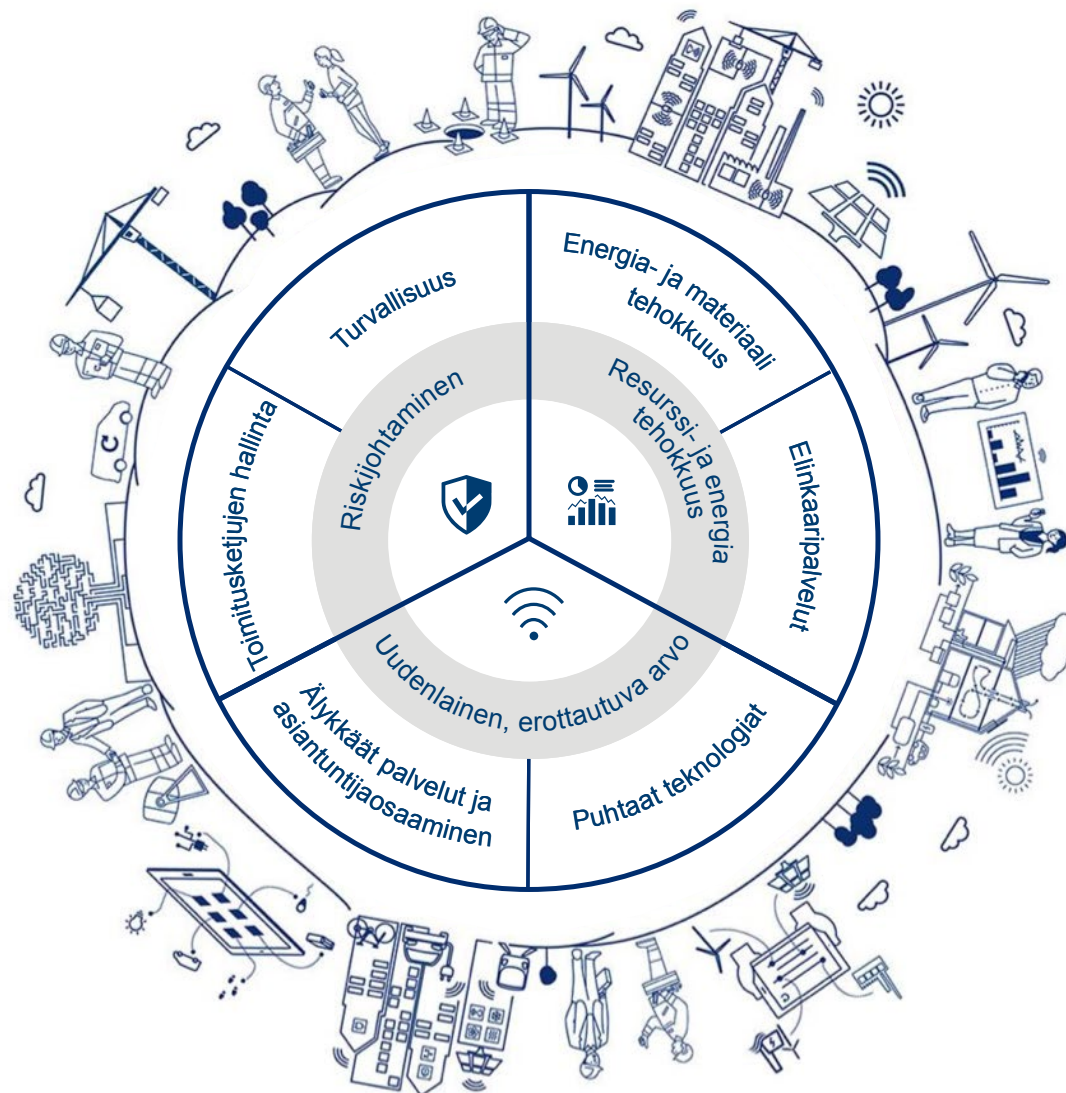 Turvallisuus
Energia- ja materiaali
tehokkuus
Riskijohtaminen
Resurssi- ja energia
tehokkuus
Toimitusketjujen hallinta
Elinkaaripalvelut
Uudenlainen, erottautuva arvo
Älykkäät palvelut ja
asiantuntijaosaaminen
Puhtaat teknologiat
C